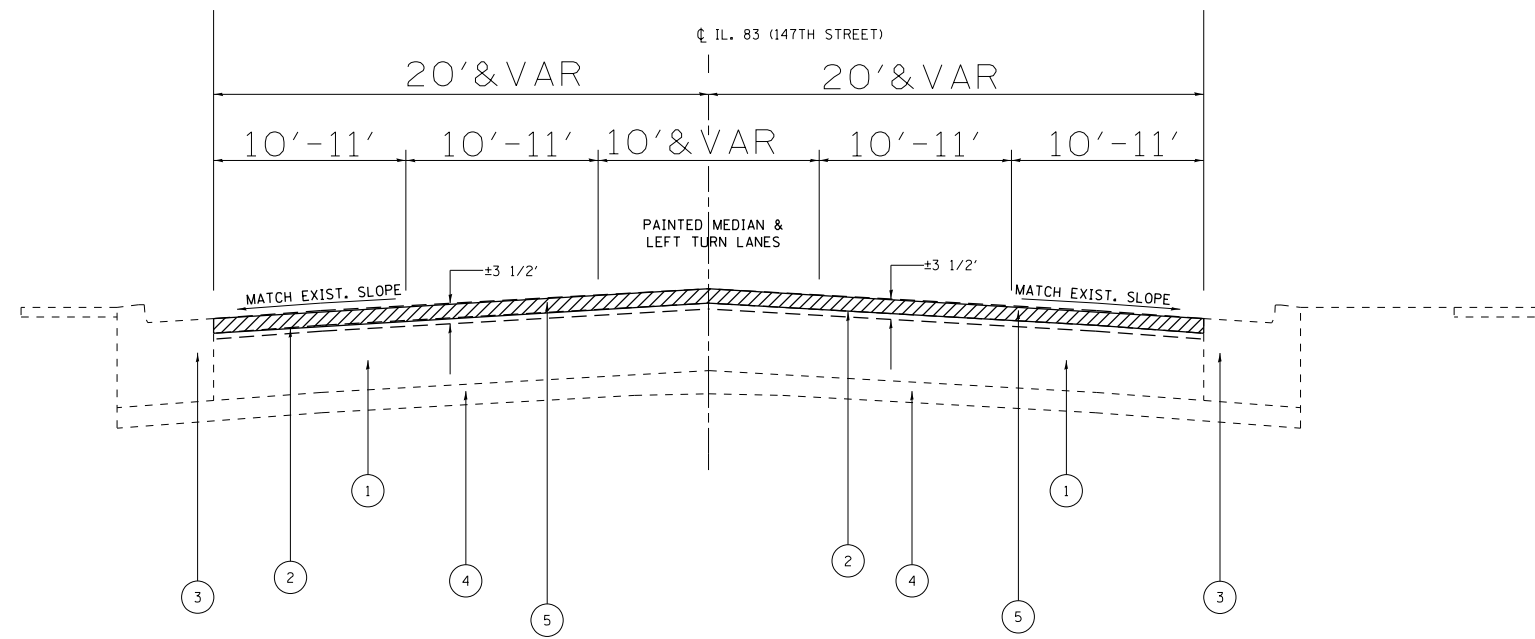 ℄ IL. 83 (147TH STREET)
20'&VAR 20'&VAR
10'-11' 10'-11' 10'&VAR 10'-11' 10'-11'
PAINTED MEDIAN &
LEFT TURN LANES
±3 1/2' ±3 1/2'
MATCH EXIST. SLOPE MATCH EXIST. SLOPE
1 1
2 2
3 4 4 3
5 5